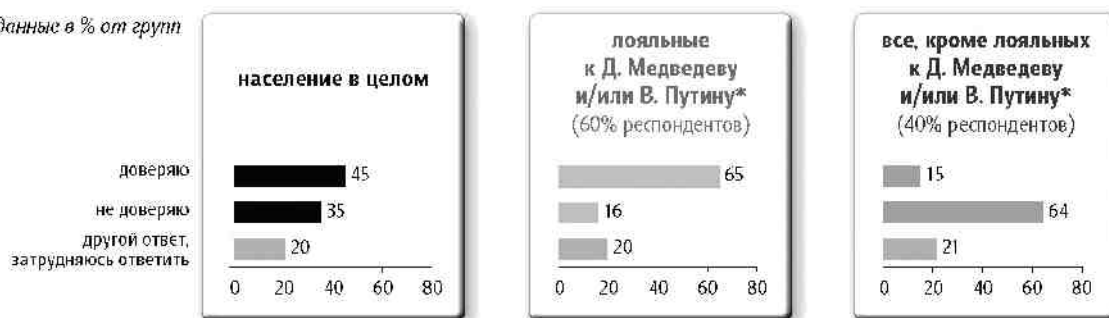 данные в % от групп
население в целом
доверяю 45
не доверяю 35
другой ответ,
затрудняюсь ответить 20
0 20 40 60 80
лояльные
к Д. Медведеву
и/или В. Путину*
(60% респондентов)
65
16
20
0 20 40 60 80
все, кроме лояльных
к Д. Медведеву
и/или В. Путину*
(40% респондентов)
15
64
21
0 20 40 60 80